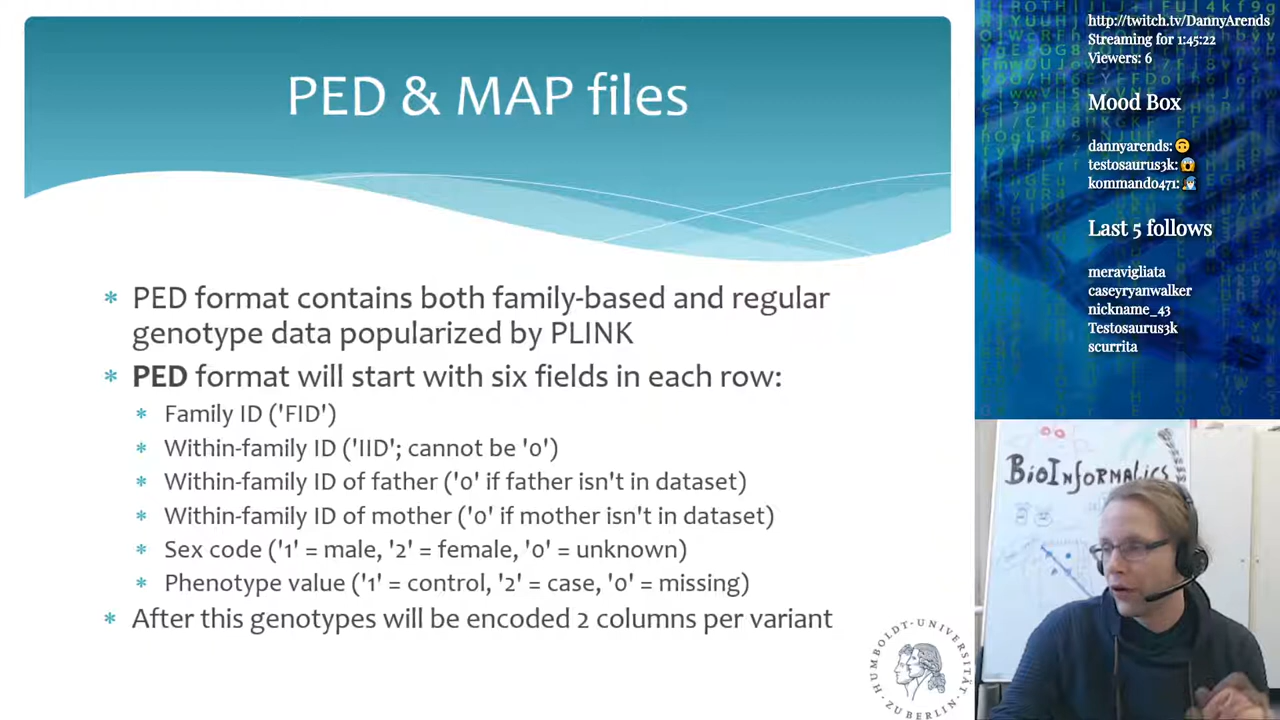 PED & MAP files
* PED format contains both family-based and regular
genotype data popularized by PLINK
* PED format will start with six fields in each row:
* Family ID ('FID')
* Within-family ID ('IID'; cannot be '0')
* Within-family ID of father ('0' if father isn't in dataset)
* Within-family ID of mother ('0' if mother isn't in dataset)
* Sex code ('1' = male, '2' = female, '0' = unknown)
* Phenotype value ('1' = control, '2' = case, '0' = missing)
* After this genotypes will be encoded 2 columns per variant
HUMBOLDT-UNIVERSITÄT
ZU BERLIN
http://twitch.tv/DannyArends
Streaming for 1:45:22
Viewers: 6
Mood Box
dannyarends: 🙃
testosaurus3k: 😱
kommando471:
Last 5 follows
meravigliata
caseyryanwalker
nickname_43
Testosaurus3k
scurrita
BioInformatics